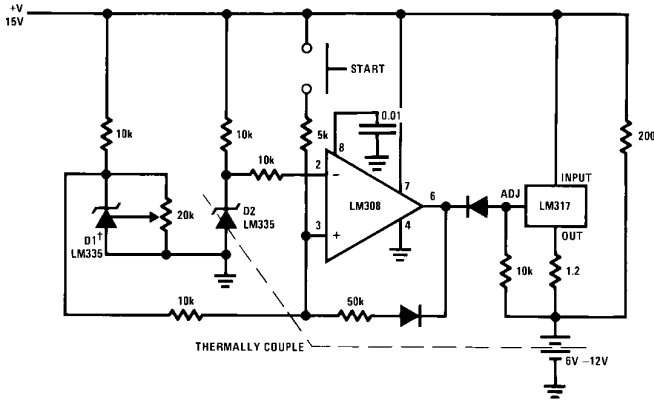 +V
15V
START
10k
10k
5k
0.01
200
8
10k
2
−
7
6
ADJ
INPUT
LM308
LM317
20k
D2
LM335
D1†
LM335
3
+
4
OUT
10k
1.2
10k
50k
THERMALLY COUPLE
6V −12V